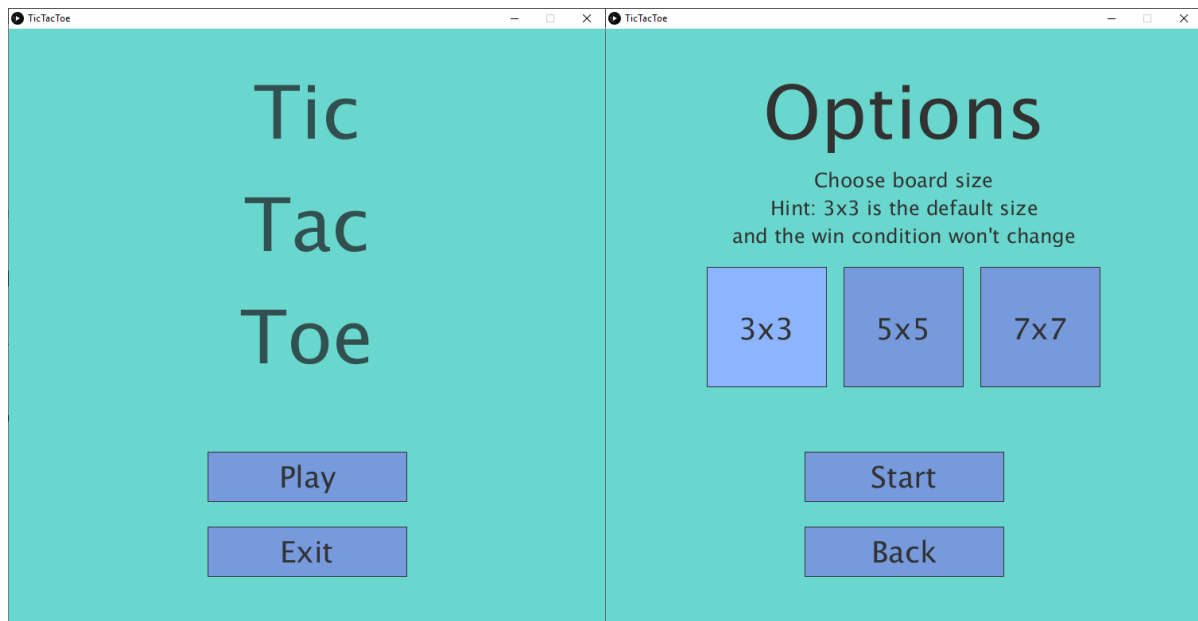 TicTacToe
Tic
Tac
Toe
Play
Exit
TicTacToe
Options
Choose board size
Hint: 3x3 is the default size
and the win condition won't change
3x3 5x5 7x7
Start
Back